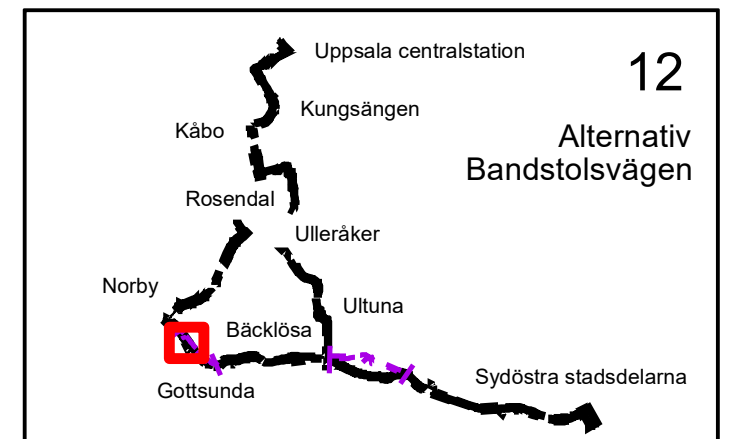 Uppsala centralstation
12
Kungsängen
Kåbo
Alternativ
Bandstolsvägen
Rosendal
Ulleråker
Norby
Ultuna
Bäcklösa
Sydöstra stadsdelarna
Gottsunda